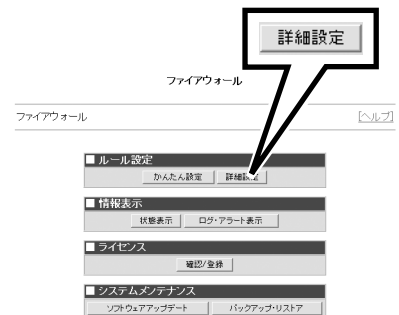 詳細設定
ファイアウォール
ファイアウォール [ヘルプ]
■ ルール設定
かんたん設定 詳細設定
■ 情報表示
状態表示 ログ・アラート表示
■ ライセンス
確認/登録
■ システムメンテナンス
ソフトウェアアップデート バックアップ・リストア